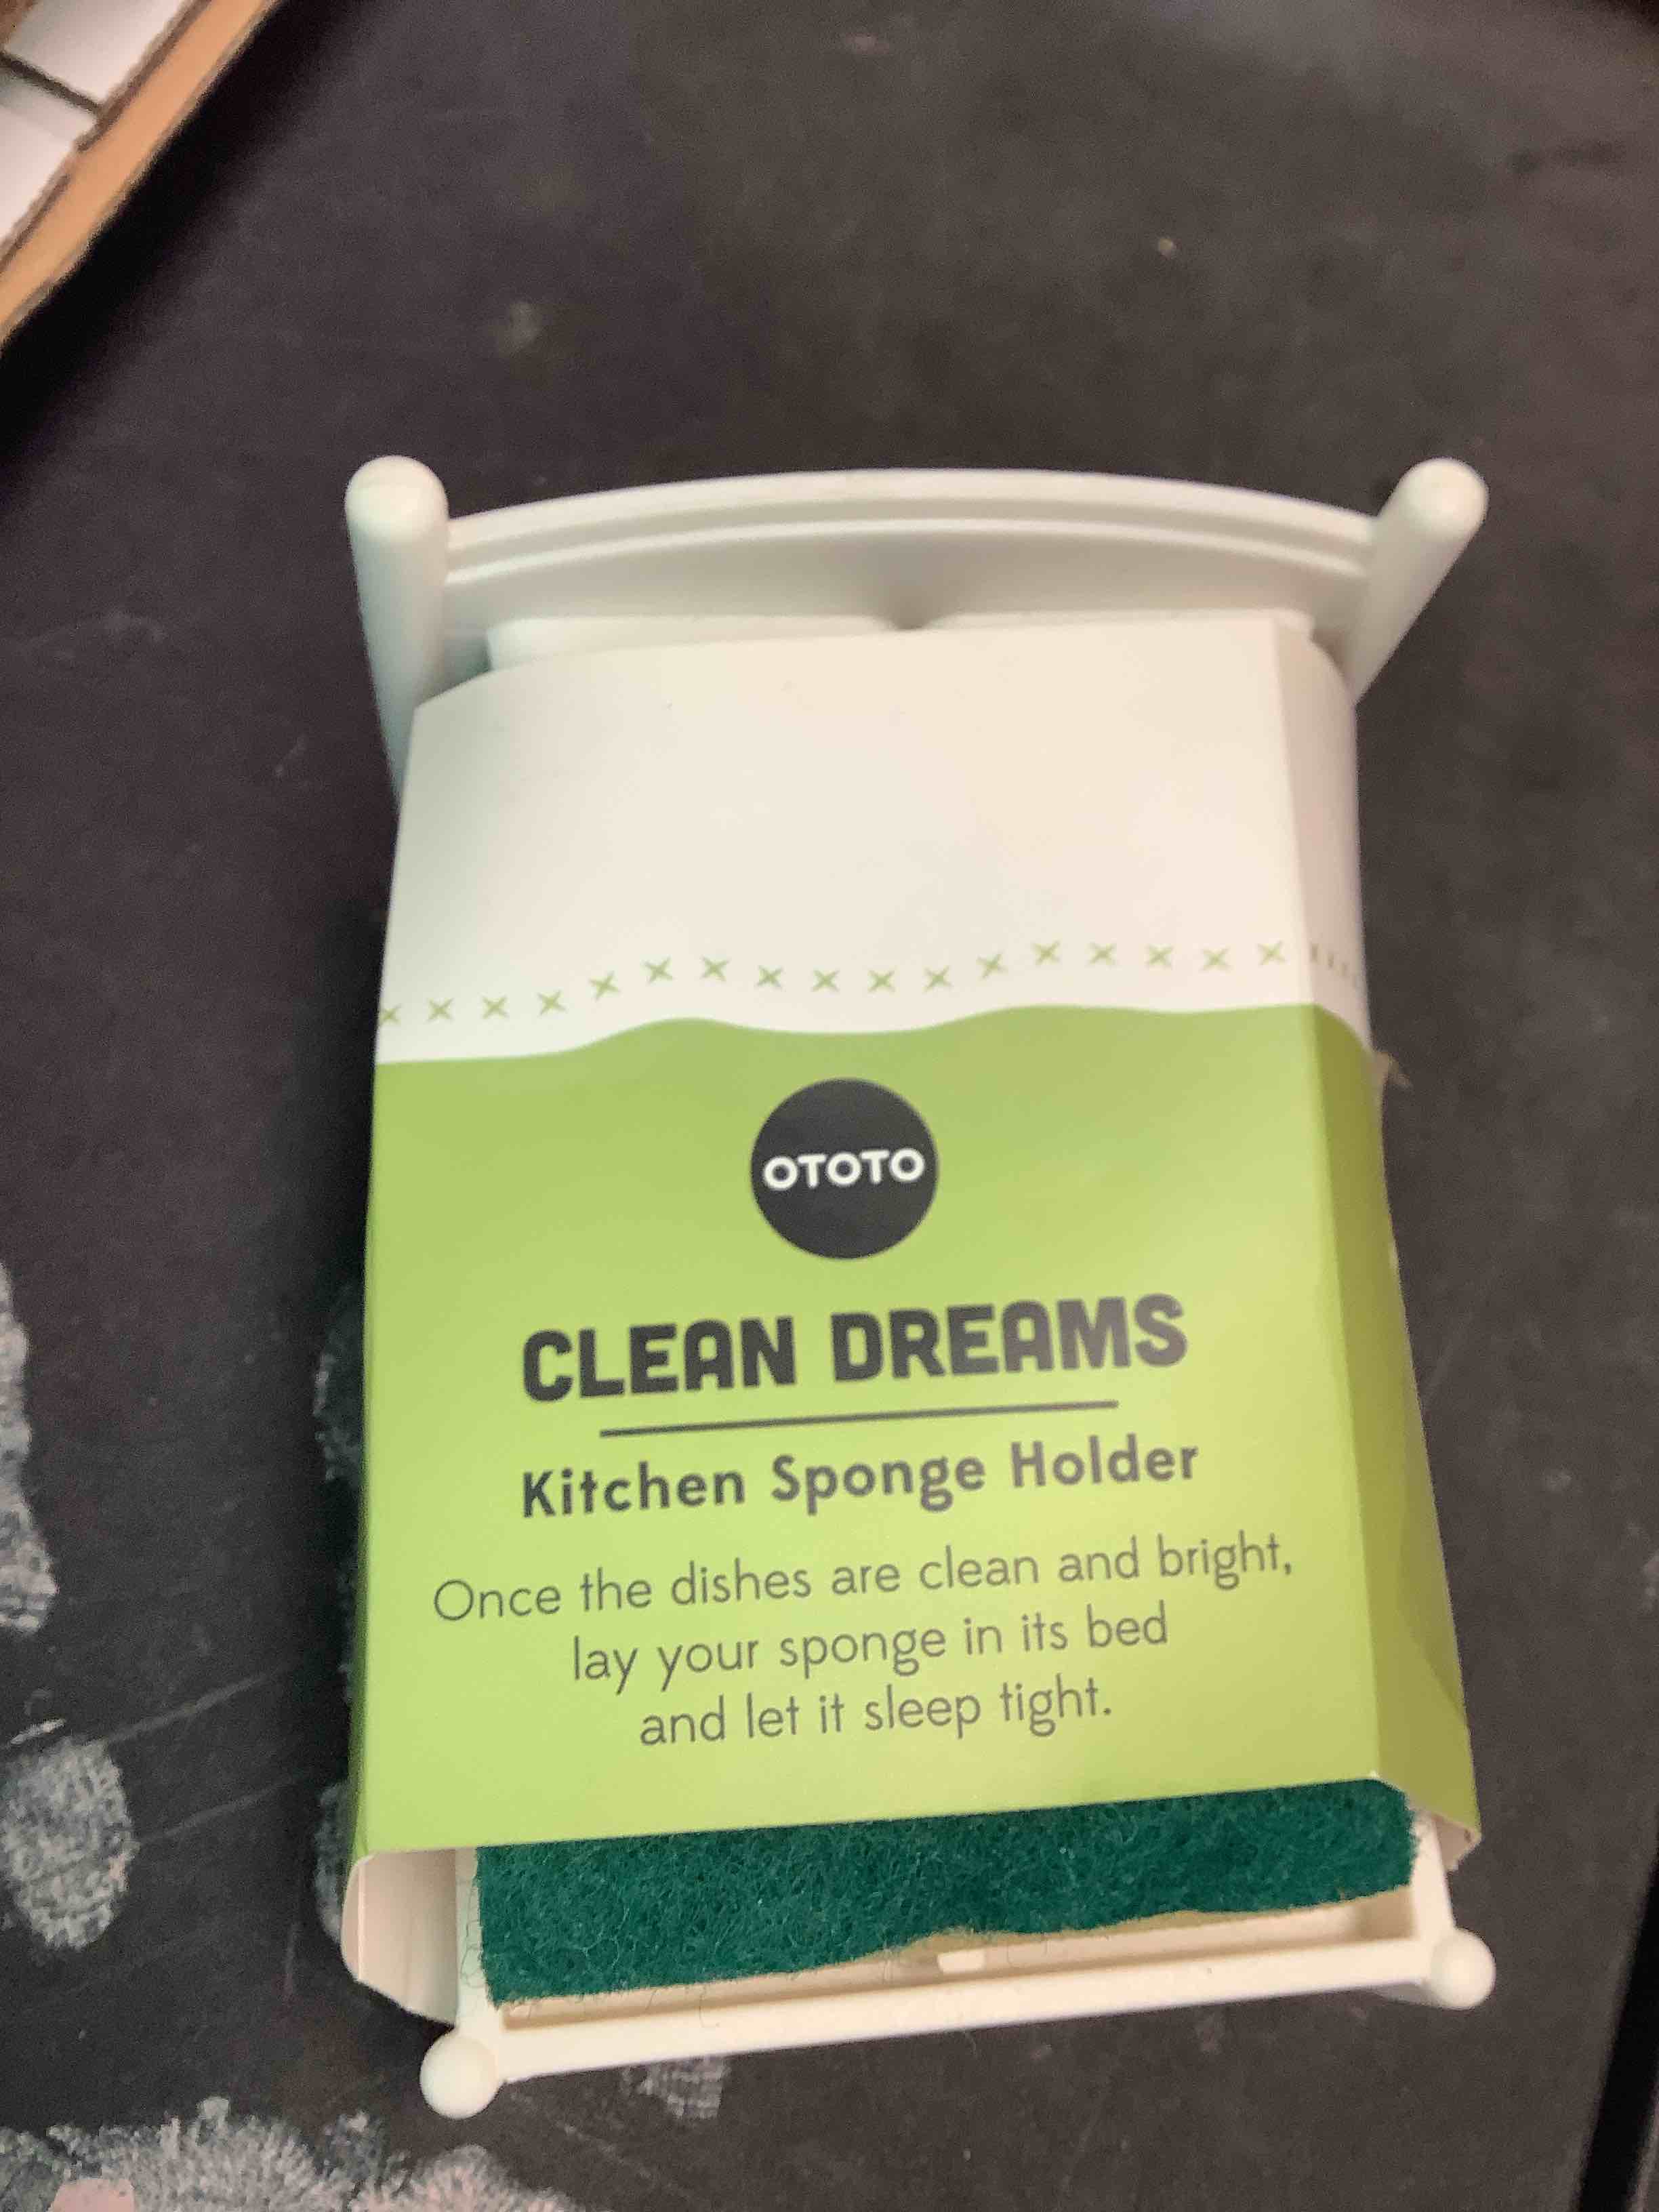 OTOTO
CLEAN DREAMS
Kitchen Sponge Holder
Once the dishes are clean and bright,
lay your sponge in its bed
and let it sleep tight.